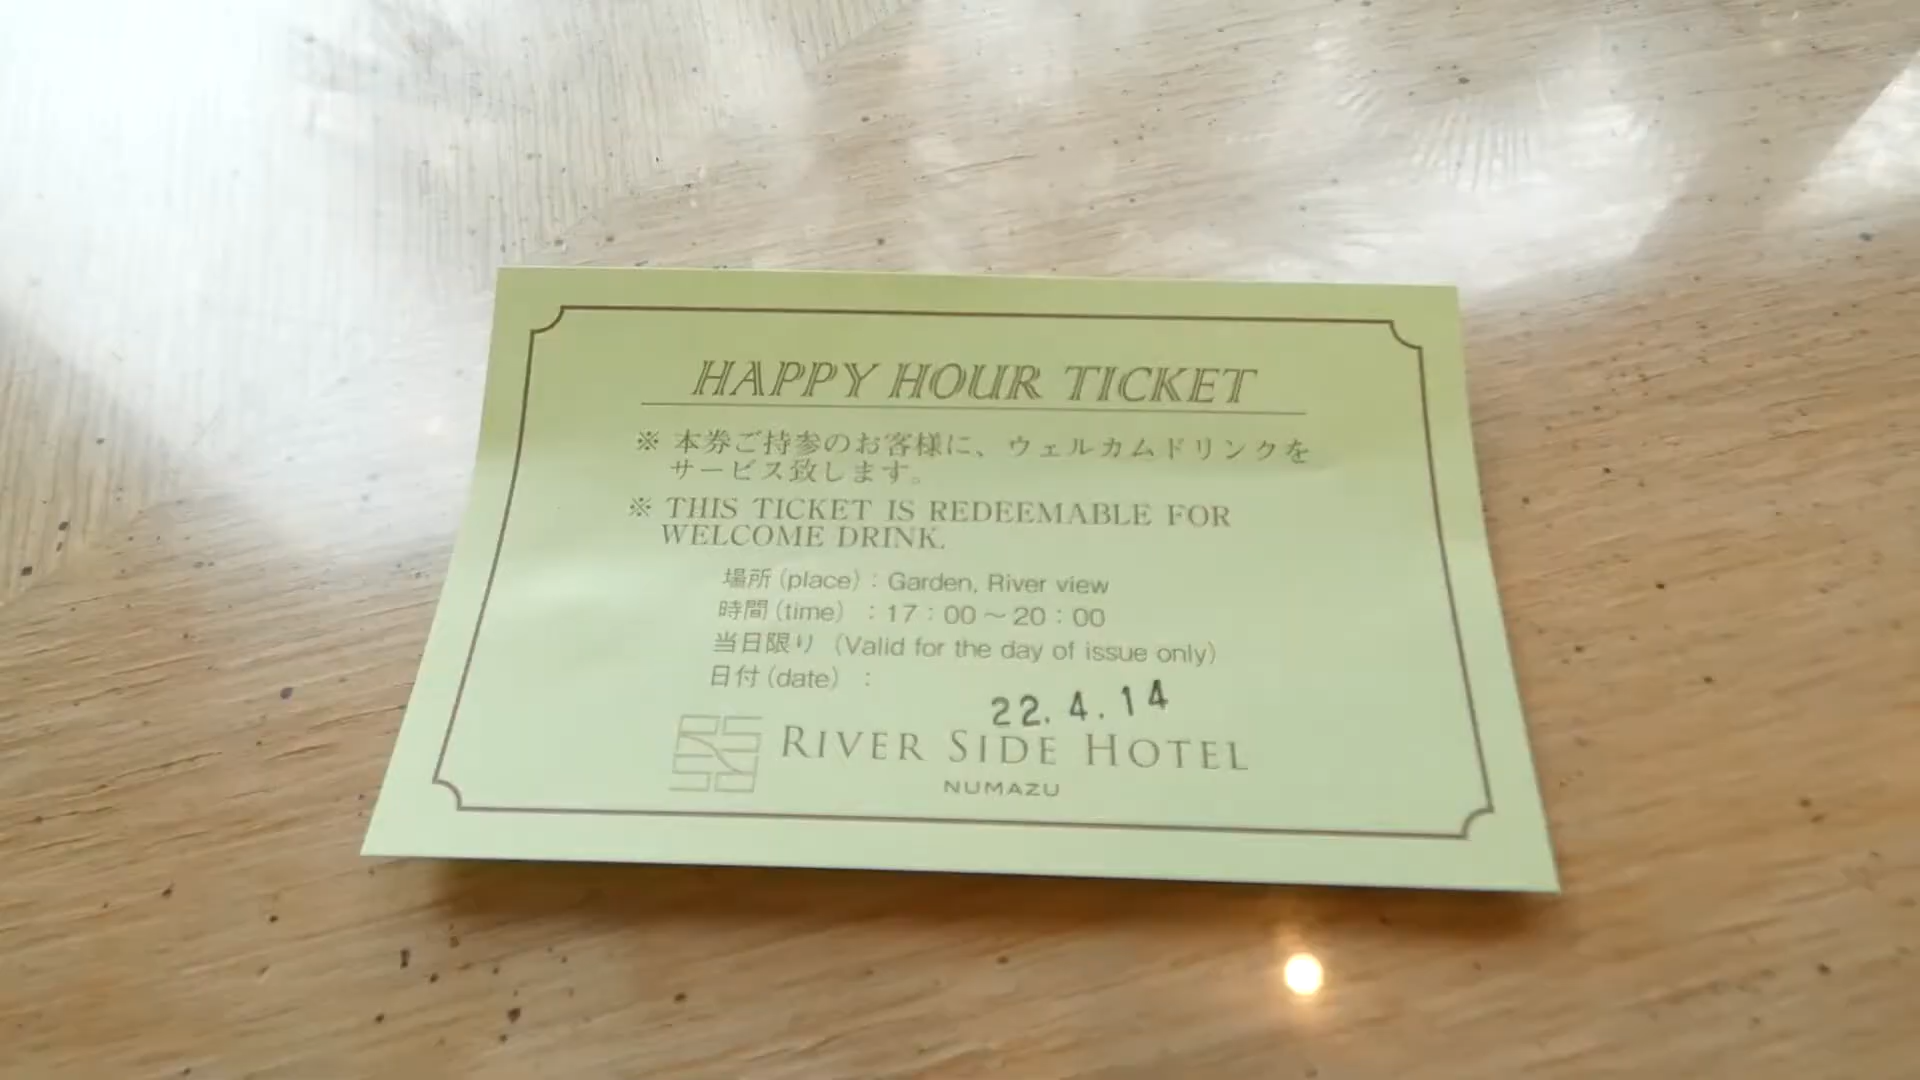 HAPPY HOUR TICKET
※ 本券ご持参のお客様に、ウェルカムドリンクを
サービス致します。
※ THIS TICKET IS REDEEMABLE FOR
WELCOME DRINK.
場所(place)：Garden, River view
時間(time) ：17：00～20：00
当日限り (Valid for the day of issue only)
日付(date) ：
22.4.14
RIVER SIDE HOTEL
NUMAZU